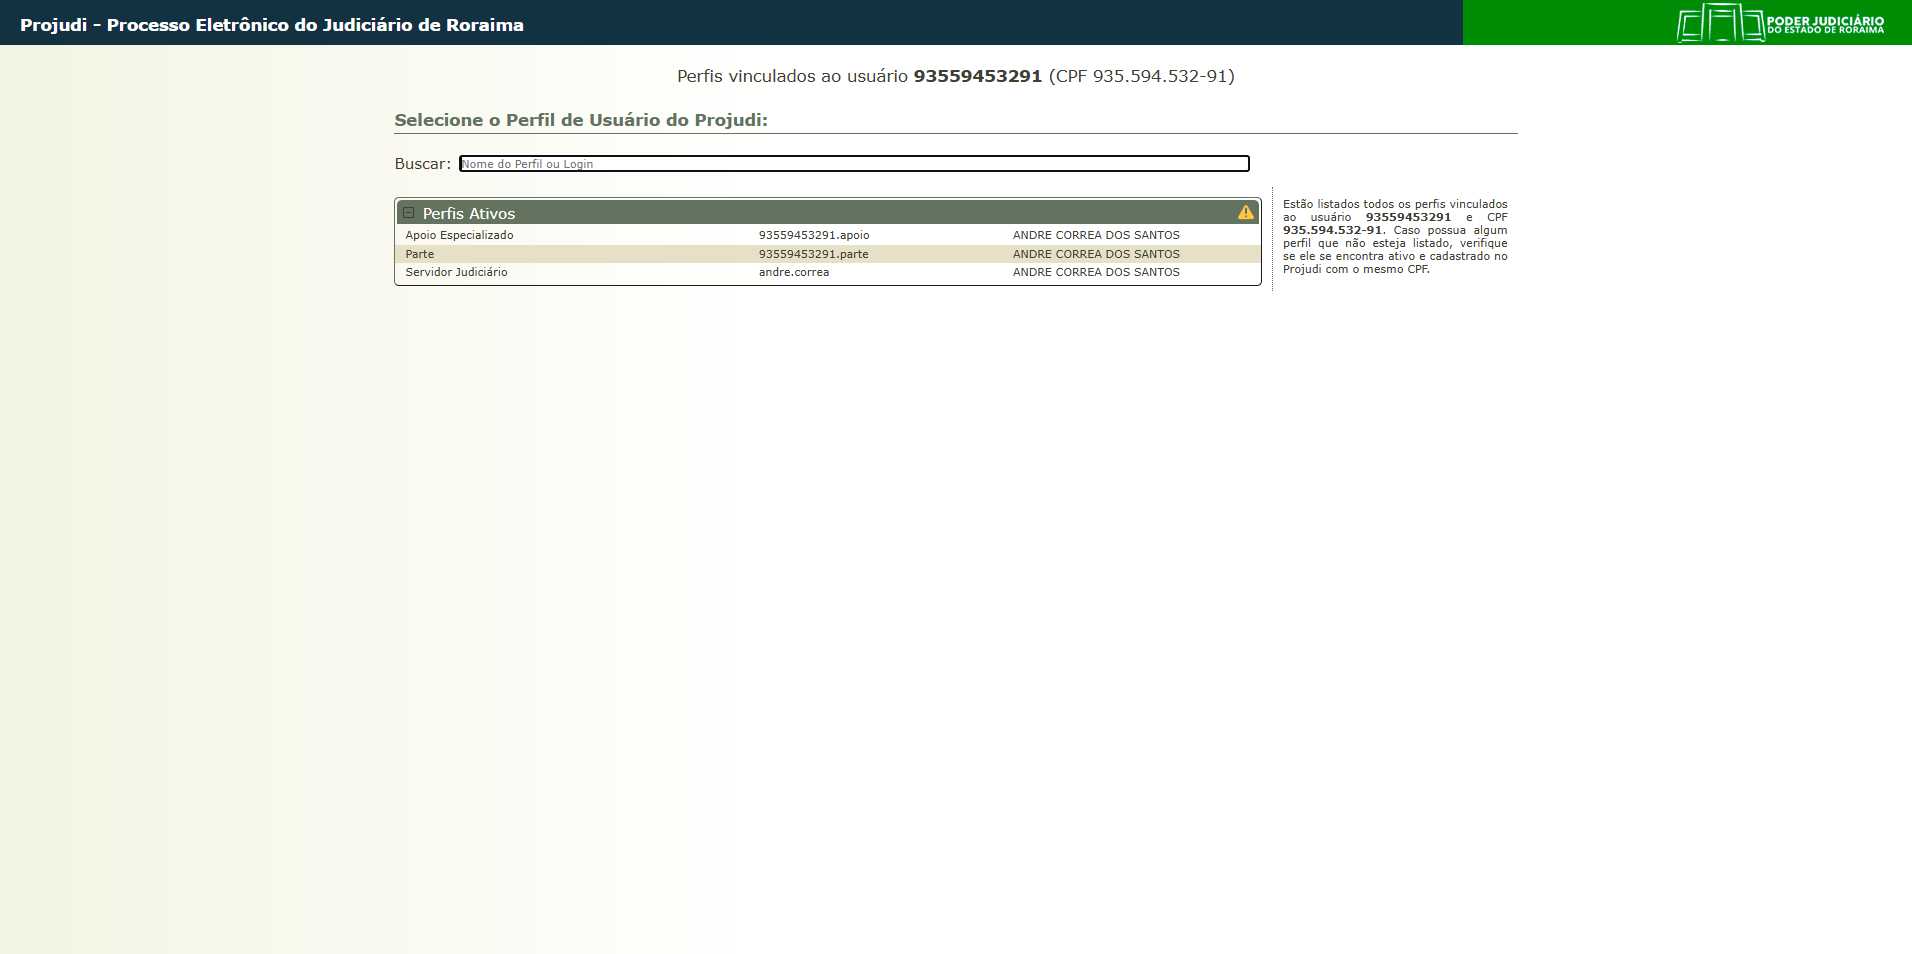 Projudi - Processo Eletrônico do Judiciário de Roraima
PODER JUDICIÁRIO
DO ESTADO DE RORAIMA
Perfis vinculados ao usuário 93559453291 (CPF 935.594.532-91)
Selecione o Perfil de Usuário do Projudi:
Buscar: Nome do Perfil ou Login
Perfis Ativos
Apoio Especializado 93559453291.apoio ANDRE CORREA DOS SANTOS
Parte 93559453291.parte ANDRE CORREA DOS SANTOS
Servidor Judiciário andre.correa ANDRE CORREA DOS SANTOS
Estão listados todos os perfis vinculados
ao usuário 93559453291 e CPF
935.594.532-91. Caso possua algum
perfil que não esteja listado, verifique
se ele se encontra ativo e cadastrado no
Projudi com o mesmo CPF.